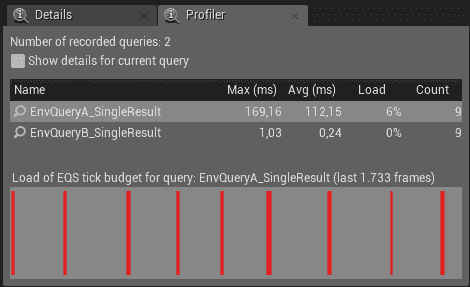 Details
Profiler
Number of recorded queries: 2
Show details for current query
Name Max (ms) Avg (ms) Load Count
EnvQueryA_SingleResult 169,16 112,15 6% 9
EnvQueryB_SingleResult 1,03 0,24 0% 9
Load of EQS tick budget for query: EnvQueryA_SingleResult (last 1.733 frames)